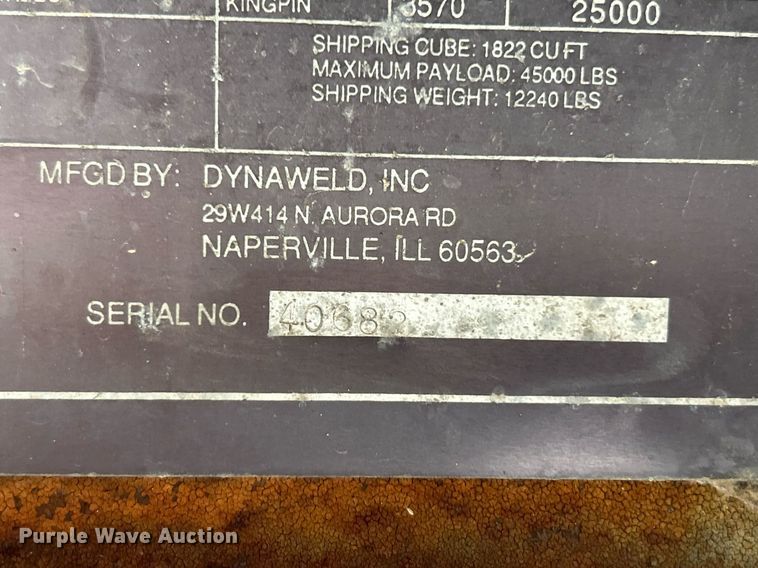 KINGPIN 3570 25000
SHIPPING CUBE: 1822 CU FT
MAXIMUM PAYLOAD: 45000 LBS
SHIPPING WEIGHT: 12240 LBS
MFGD BY: DYNAWELD, INC
29W414 N. AURORA RD
NAPERVILLE, ILL 60563
SERIAL NO. 40682
Purple Wave Auction